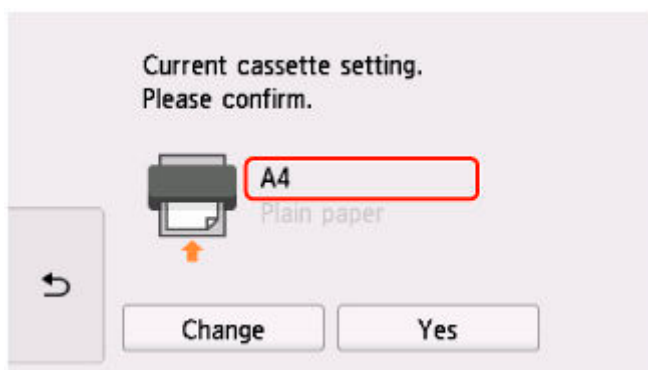 Current cassette setting.
Please confirm.
A4
Plain paper
Change
Yes